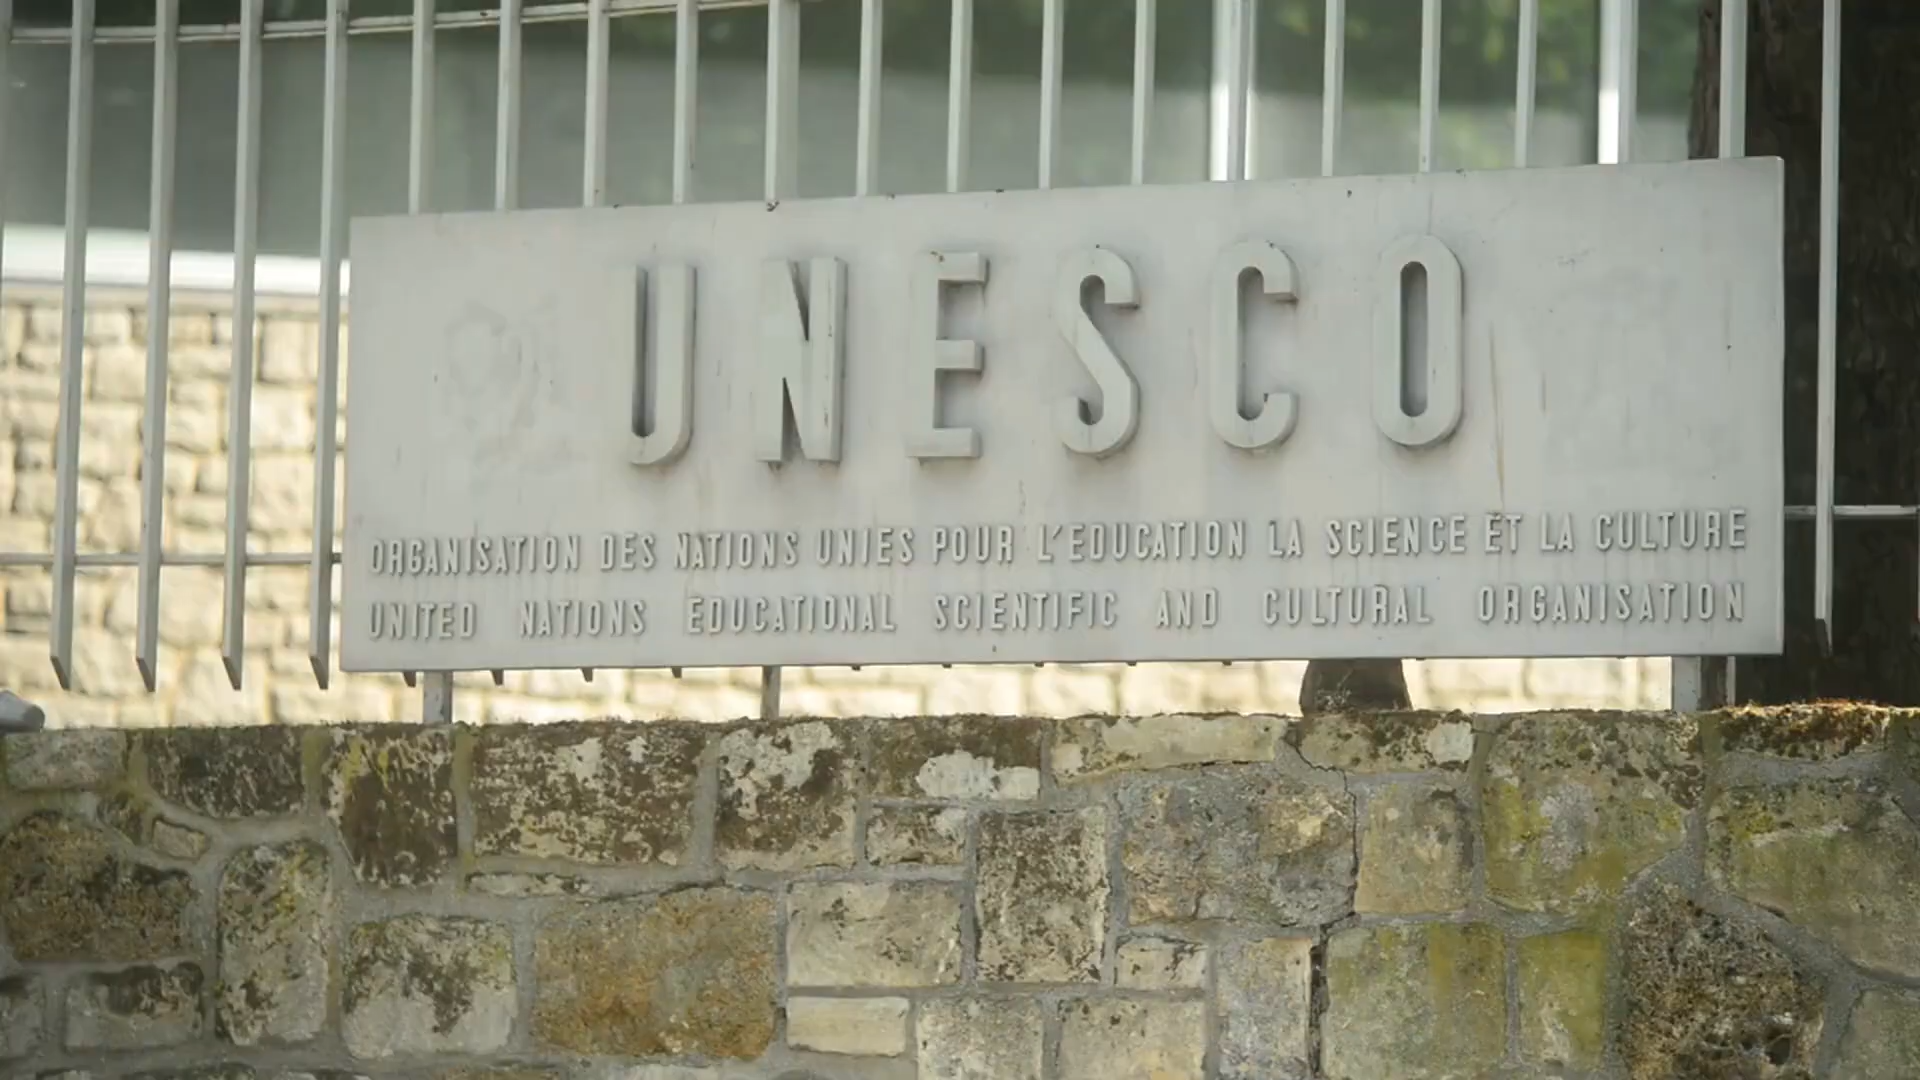 UNESCO
ORGANISATION DES NATIONS UNIES POUR L'EDUCATION LA SCIENCE ET LA CULTURE
UNITED NATIONS EDUCATIONAL SCIENTIFIC AND CULTURAL ORGANISATION